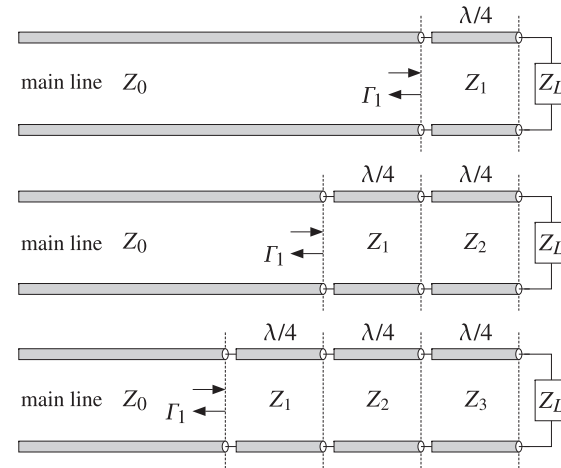 λ/4
main line Z0 Γ1 Z1 ZL
λ/4 λ/4
main line Z0 Γ1 Z1 Z2 ZL
λ/4 λ/4 λ/4
main line Z0 Γ1 Z1 Z2 Z3 ZL